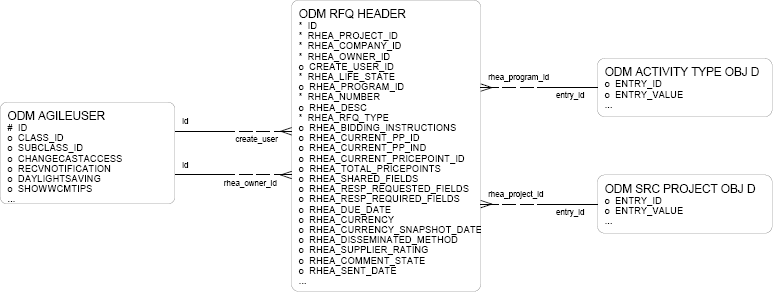 ODM AGILEUSER
# ID
o CLASS_ID
o SUBCLASS_ID
o CHANGECASTACCESS
o RECVNOTIFICATION
o DAYLIGHTSAVING
o SHOWWCMTIPS
...
id
create_user
id
rhea_owner_id
ODM RFQ HEADER
* ID
* RHEA_PROJECT_ID
* RHEA_COMPANY_ID
* RHEA_OWNER_ID
o CREATE_USER_ID
* RHEA_LIFE_STATE
o RHEA_PROGRAM_ID
* RHEA_NUMBER
o RHEA_DESC
* RHEA_RFQ_TYPE
o RHEA_BIDDING_INSTRUCTIONS
o RHEA_CURRENT_PP_ID
o RHEA_CURRENT_PP_IND
o RHEA_CURRENT_PRICEPOINT_ID
o RHEA_TOTAL_PRICEPOINTS
o RHEA_SHARED_FIELDS
o RHEA_RESP_REQUESTED_FIELDS
o RHEA_RESP_REQUIRED_FIELDS
o RHEA_DUE_DATE
o RHEA_CURRENCY
o RHEA_CURRENCY_SNAPSHOT_DATE
o RHEA_DISSEMINATED_METHOD
o RHEA_SUPPLIER_RATING
o RHEA_COMMENT_STATE
o RHEA_SENT_DATE
...
rhea_program_id
entry_id
ODM ACTIVITY TYPE OBJ D
o ENTRY_ID
o ENTRY_VALUE
...
rhea_project_id
entry_id
ODM SRC PROJECT OBJ D
o ENTRY_ID
o ENTRY_VALUE
...